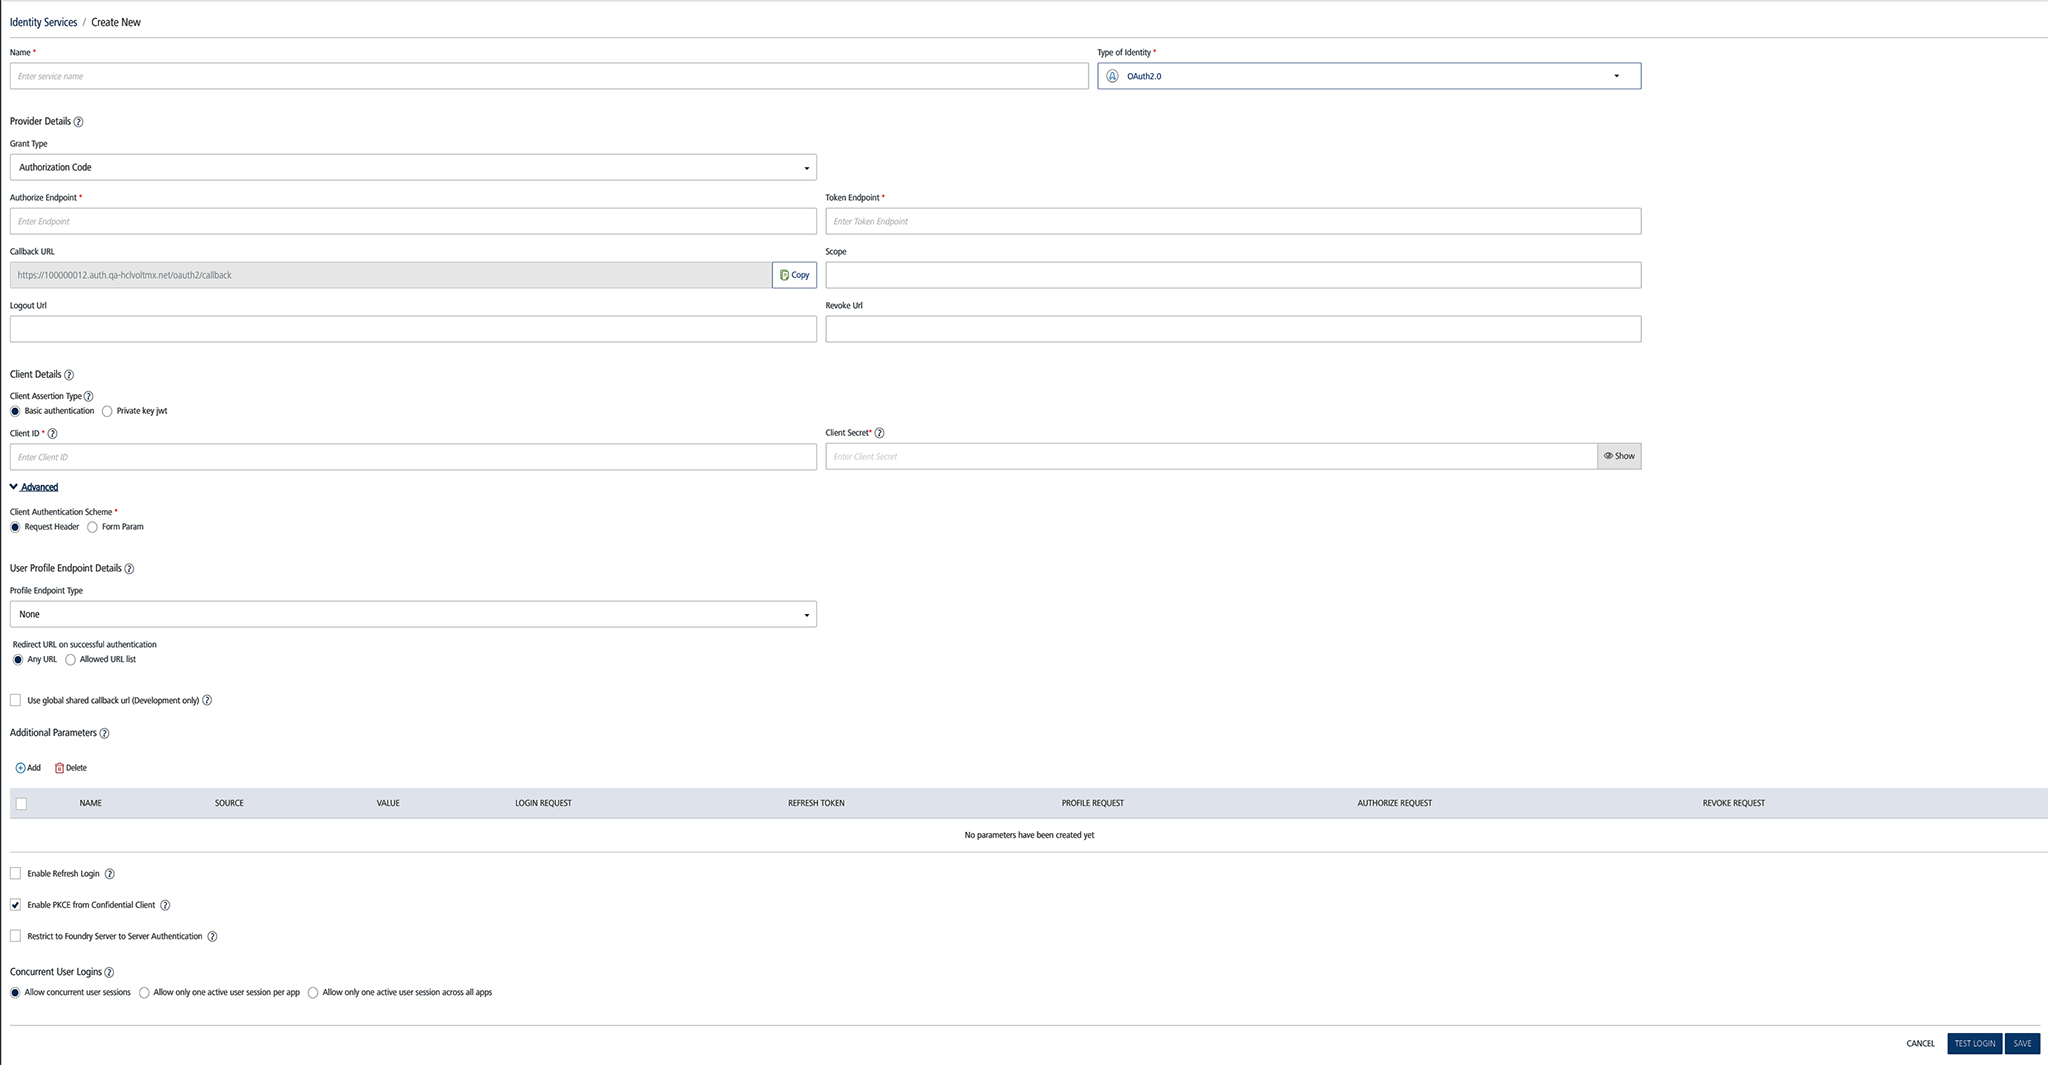 Identity Services / Create New
Name *
Type of Identity *
Enter service name
OAuth2.0
Provider Details ?
Grant Type
Authorization Code
Authorize Endpoint *
Token Endpoint *
Enter Endpoint
Enter Token Endpoint
Callback URL
Scope
https://100000012.auth.qa-hclvoltmx.net/oauth2/callback
Copy
Logout Url
Revoke Url
Client Details ?
Client Assertion Type ?
Basic authentication Private key jwt
Client ID * ?
Client Secret* ?
Enter Client ID
Enter Client Secret
Show
Advanced
Client Authentication Scheme *
Request Header Form Param
User Profile Endpoint Details ?
Profile Endpoint Type
None
Redirect URL on successful authentication
Any URL Allowed URL list
Use global shared callback url (Development only) ?
Additional Parameters ?
Add Delete
NAME SOURCE VALUE LOGIN REQUEST REFRESH TOKEN PROFILE REQUEST AUTHORIZE REQUEST REVOKE REQUEST
No parameters have been created yet
Enable Refresh Login ?
Enable PKCE from Confidential Client ?
Restrict to Foundry Server to Server Authentication ?
Concurrent User Logins ?
Allow concurrent user sessions Allow only one active user session per app Allow only one active user session across all apps
CANCEL TEST LOGIN SAVE